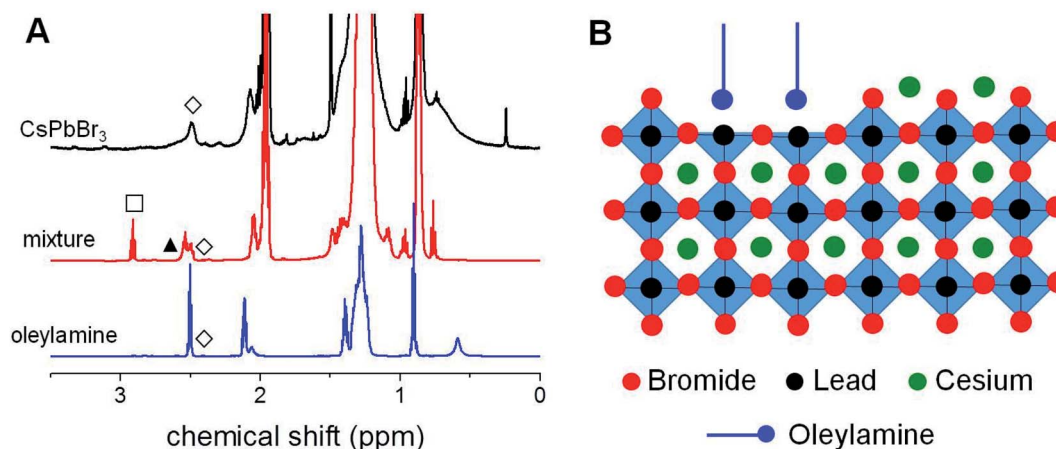 A
CsPbBr₃
mixture
oleylamine
3 2 1 0
chemical shift (ppm)
B
Bromide Lead Cesium
Oleylamine